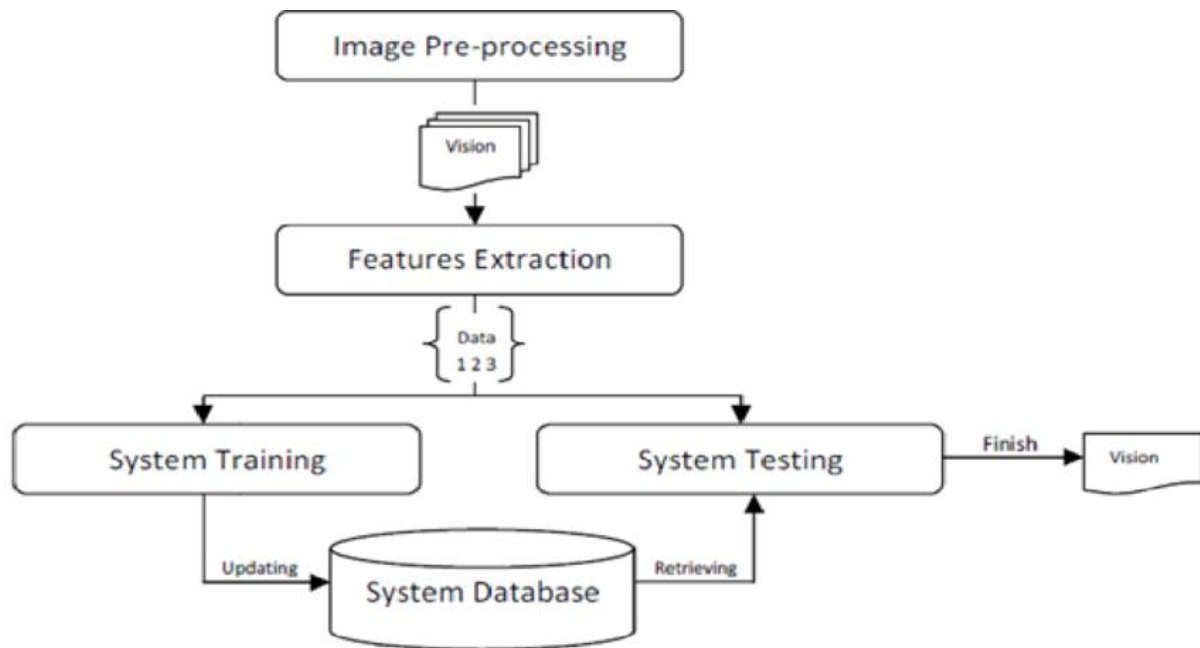 Image Pre-processing
Vision
Features Extraction
Data
1 2 3
System Training
System Testing
Finish
Vision
Updating
System Database
Retrieving